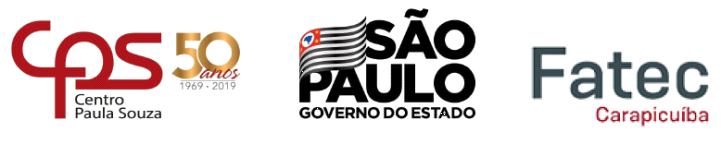 cps
50
anos
1969 - 2019
Centro
Paula Souza
SÃO
PAULO
GOVERNO DO ESTADO
Fatec
Carapicuíba